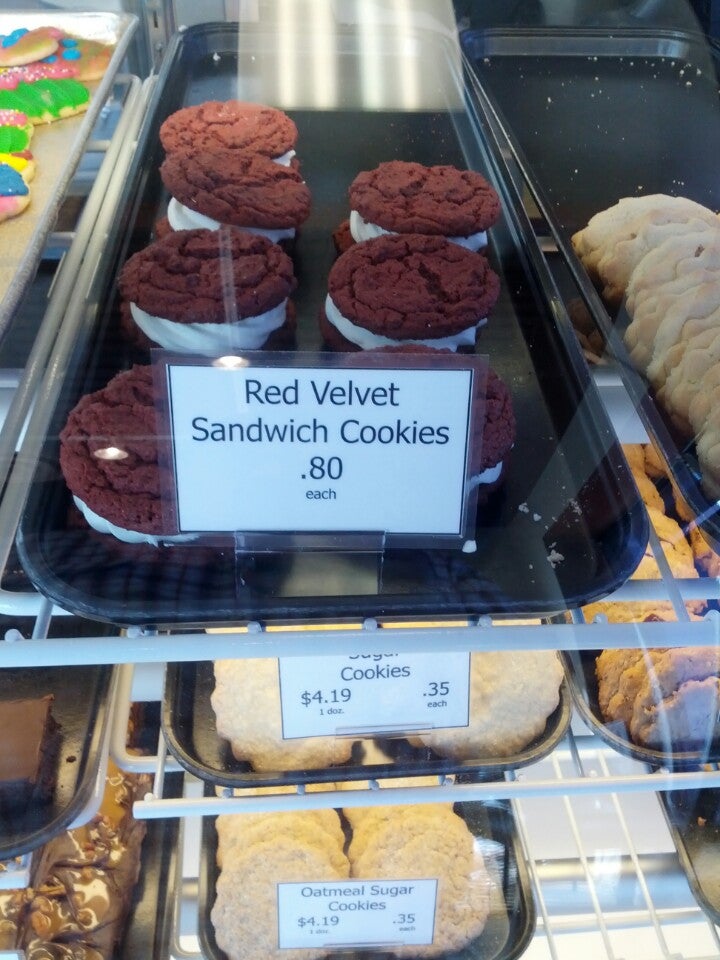 Red Velvet
Sandwich Cookies
.80
each
Sugar
Cookies
$4.19 .35
1 doz. each
Oatmeal Sugar
Cookies
$4.19 .35
1 doz. each